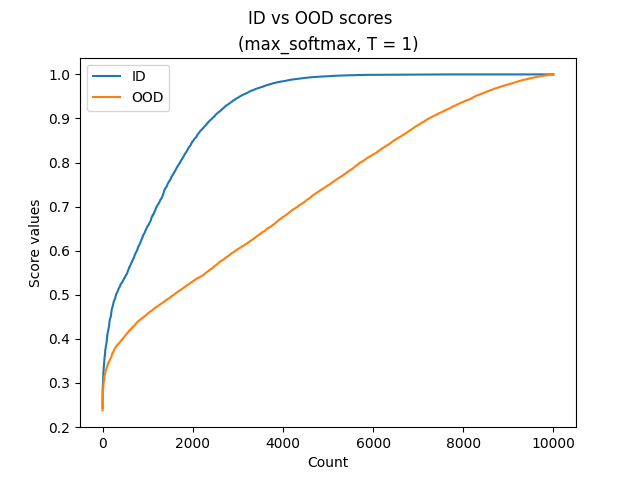 ID vs OOD scores
(max_softmax, T = 1)
ID
OOD
Score values
1.0
0.9
0.8
0.7
0.6
0.5
0.4
0.3
0.2
0
2000
4000
6000
8000
10000
Count